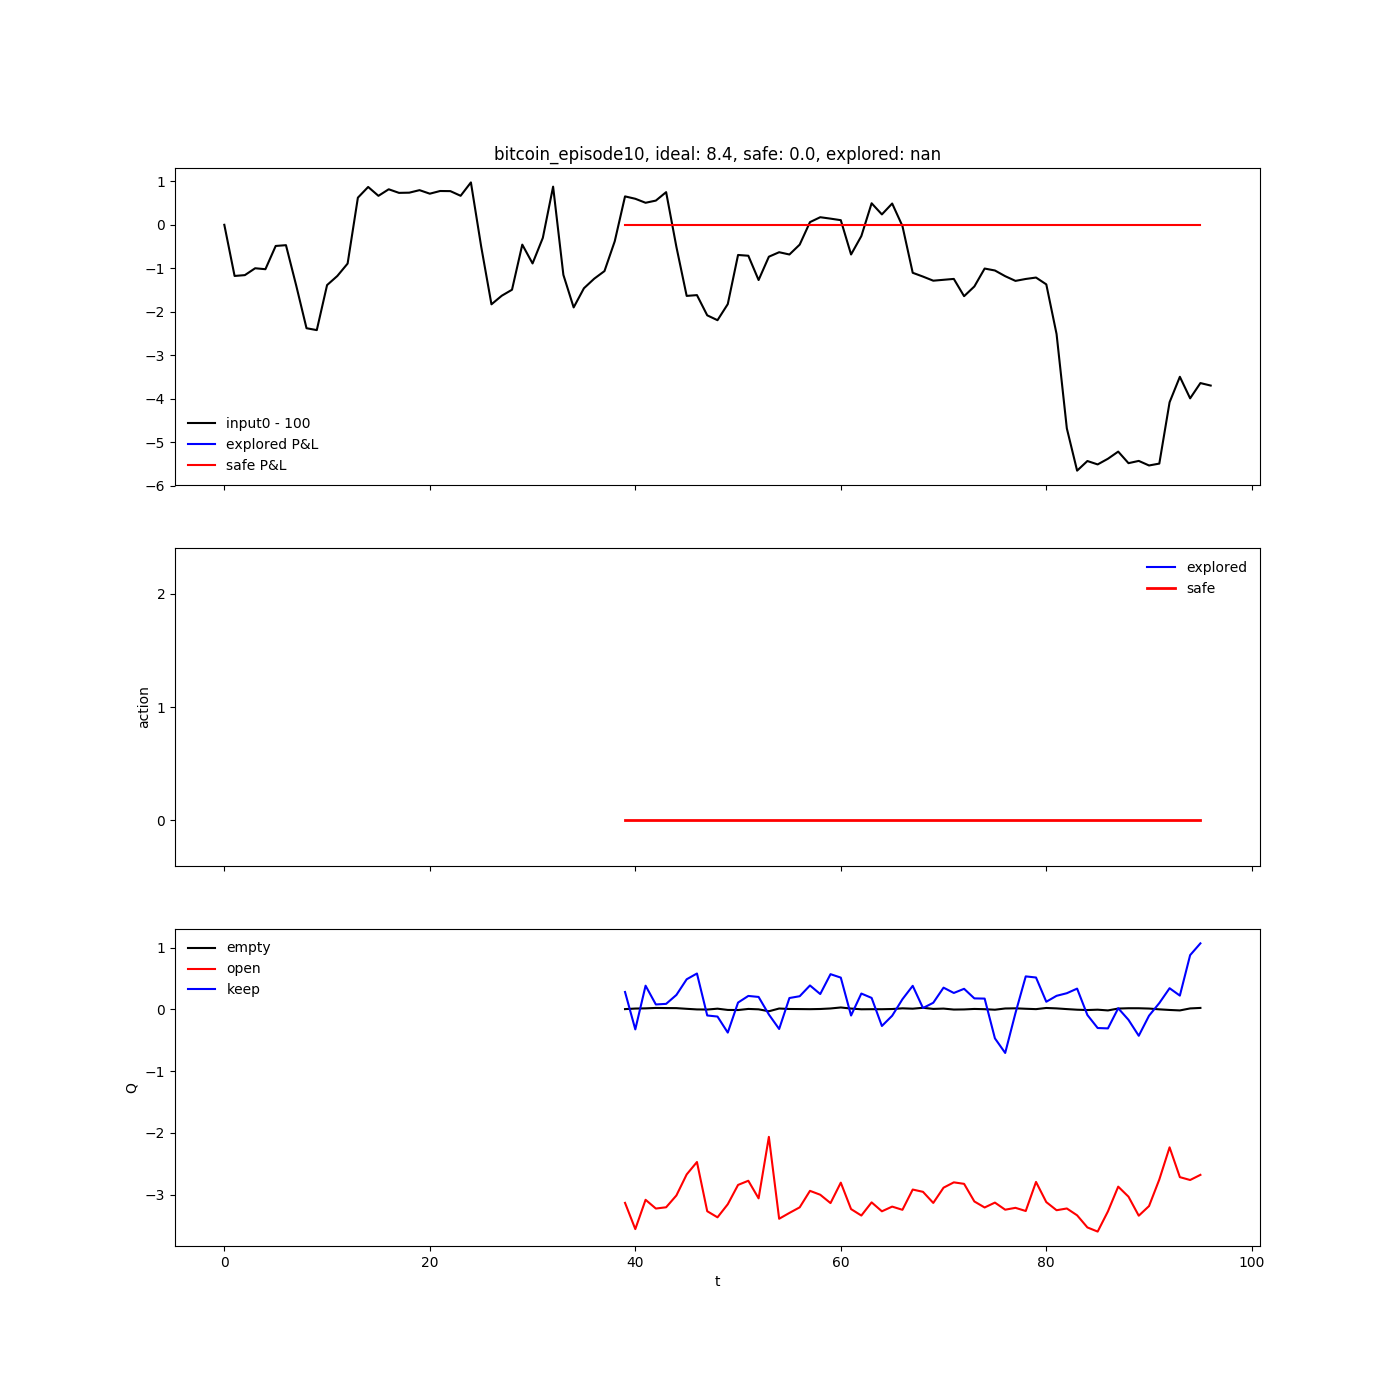 bitcoin_episode10, ideal: 8.4, safe: 0.0, explored: nan
1
0
−1
−2
−3
−4
−5
−6
input0 - 100
explored P&L
safe P&L
2
1
0
action
explored
safe
1
0
−1
−2
−3
Q
empty
open
keep
0
20
40
60
80
100
t